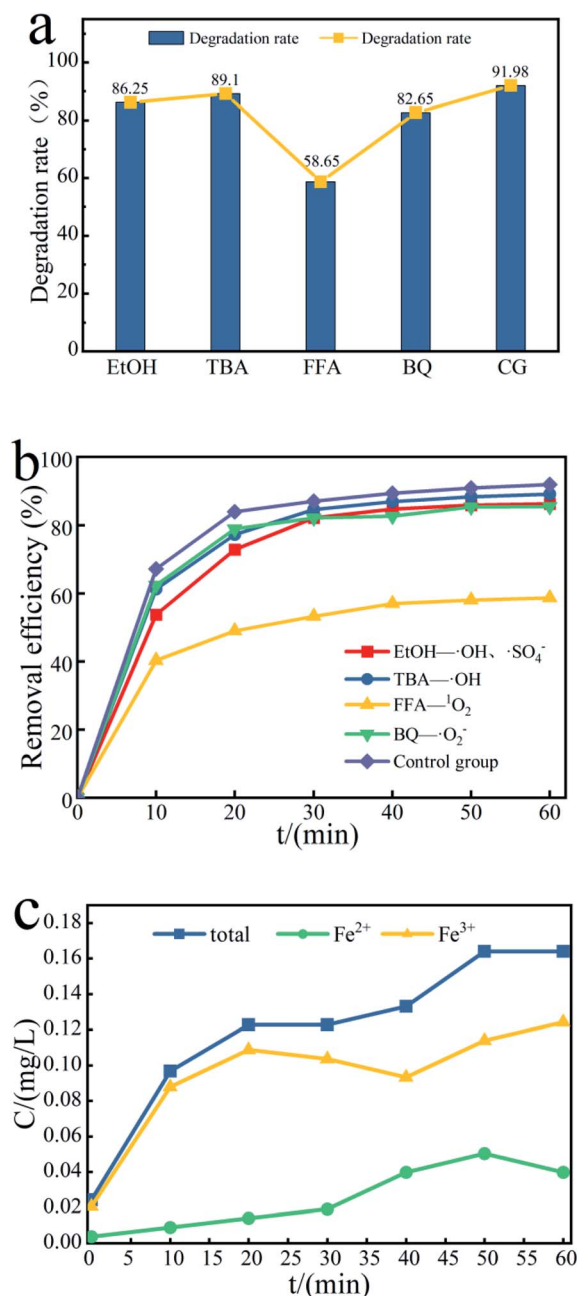 a
Degradation rate Degradation rate
Degradation rate (%)
100
80
60
40
20
0
86.25
89.1
58.65
82.65
91.98
EtOH TBA FFA BQ CG
b
Removal efficiency (%)
100
80
60
40
20
0
EtOH—·OH、·SO₄⁻
TBA—·OH
FFA—¹O₂
BQ—·O₂⁻
Control group
0 10 20 30 40 50 60
t/(min)
c
total Fe²⁺ Fe³⁺
C/(mg/L)
0.18
0.16
0.14
0.12
0.10
0.08
0.06
0.04
0.02
0.00
0 5 10 15 20 25 30 35 40 45 50 55 60
t/(min)